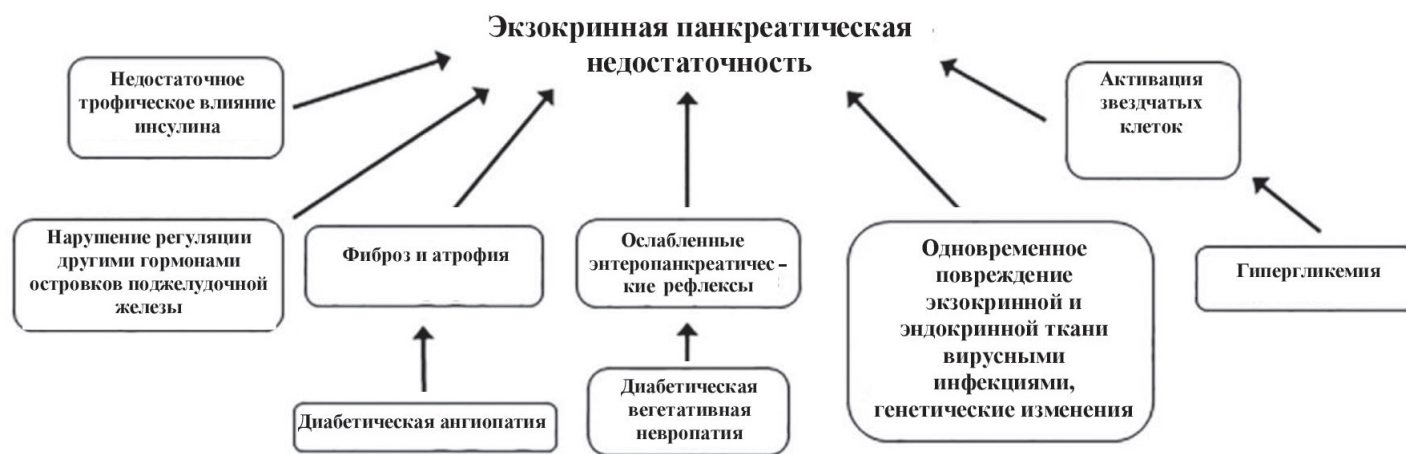 Экзокринная панкреатическая
недостаточность
Недостаточное
трофическое влияние
инсулина
Активация
звездчатых
клеток
Нарушение регуляции
другими гормонами
островков поджелудочной
железы
Фиброз и атрофия
Ослабленные
энтеропанкреатичес-
кие рефлексы
Одновременное
повреждение
экзокринной и
эндокринной ткани
вирусными
инфекциями,
генетические изменения
Гипергликемия
Диабетическая ангиопатия
Диабетическая
вегетативная
невропатия